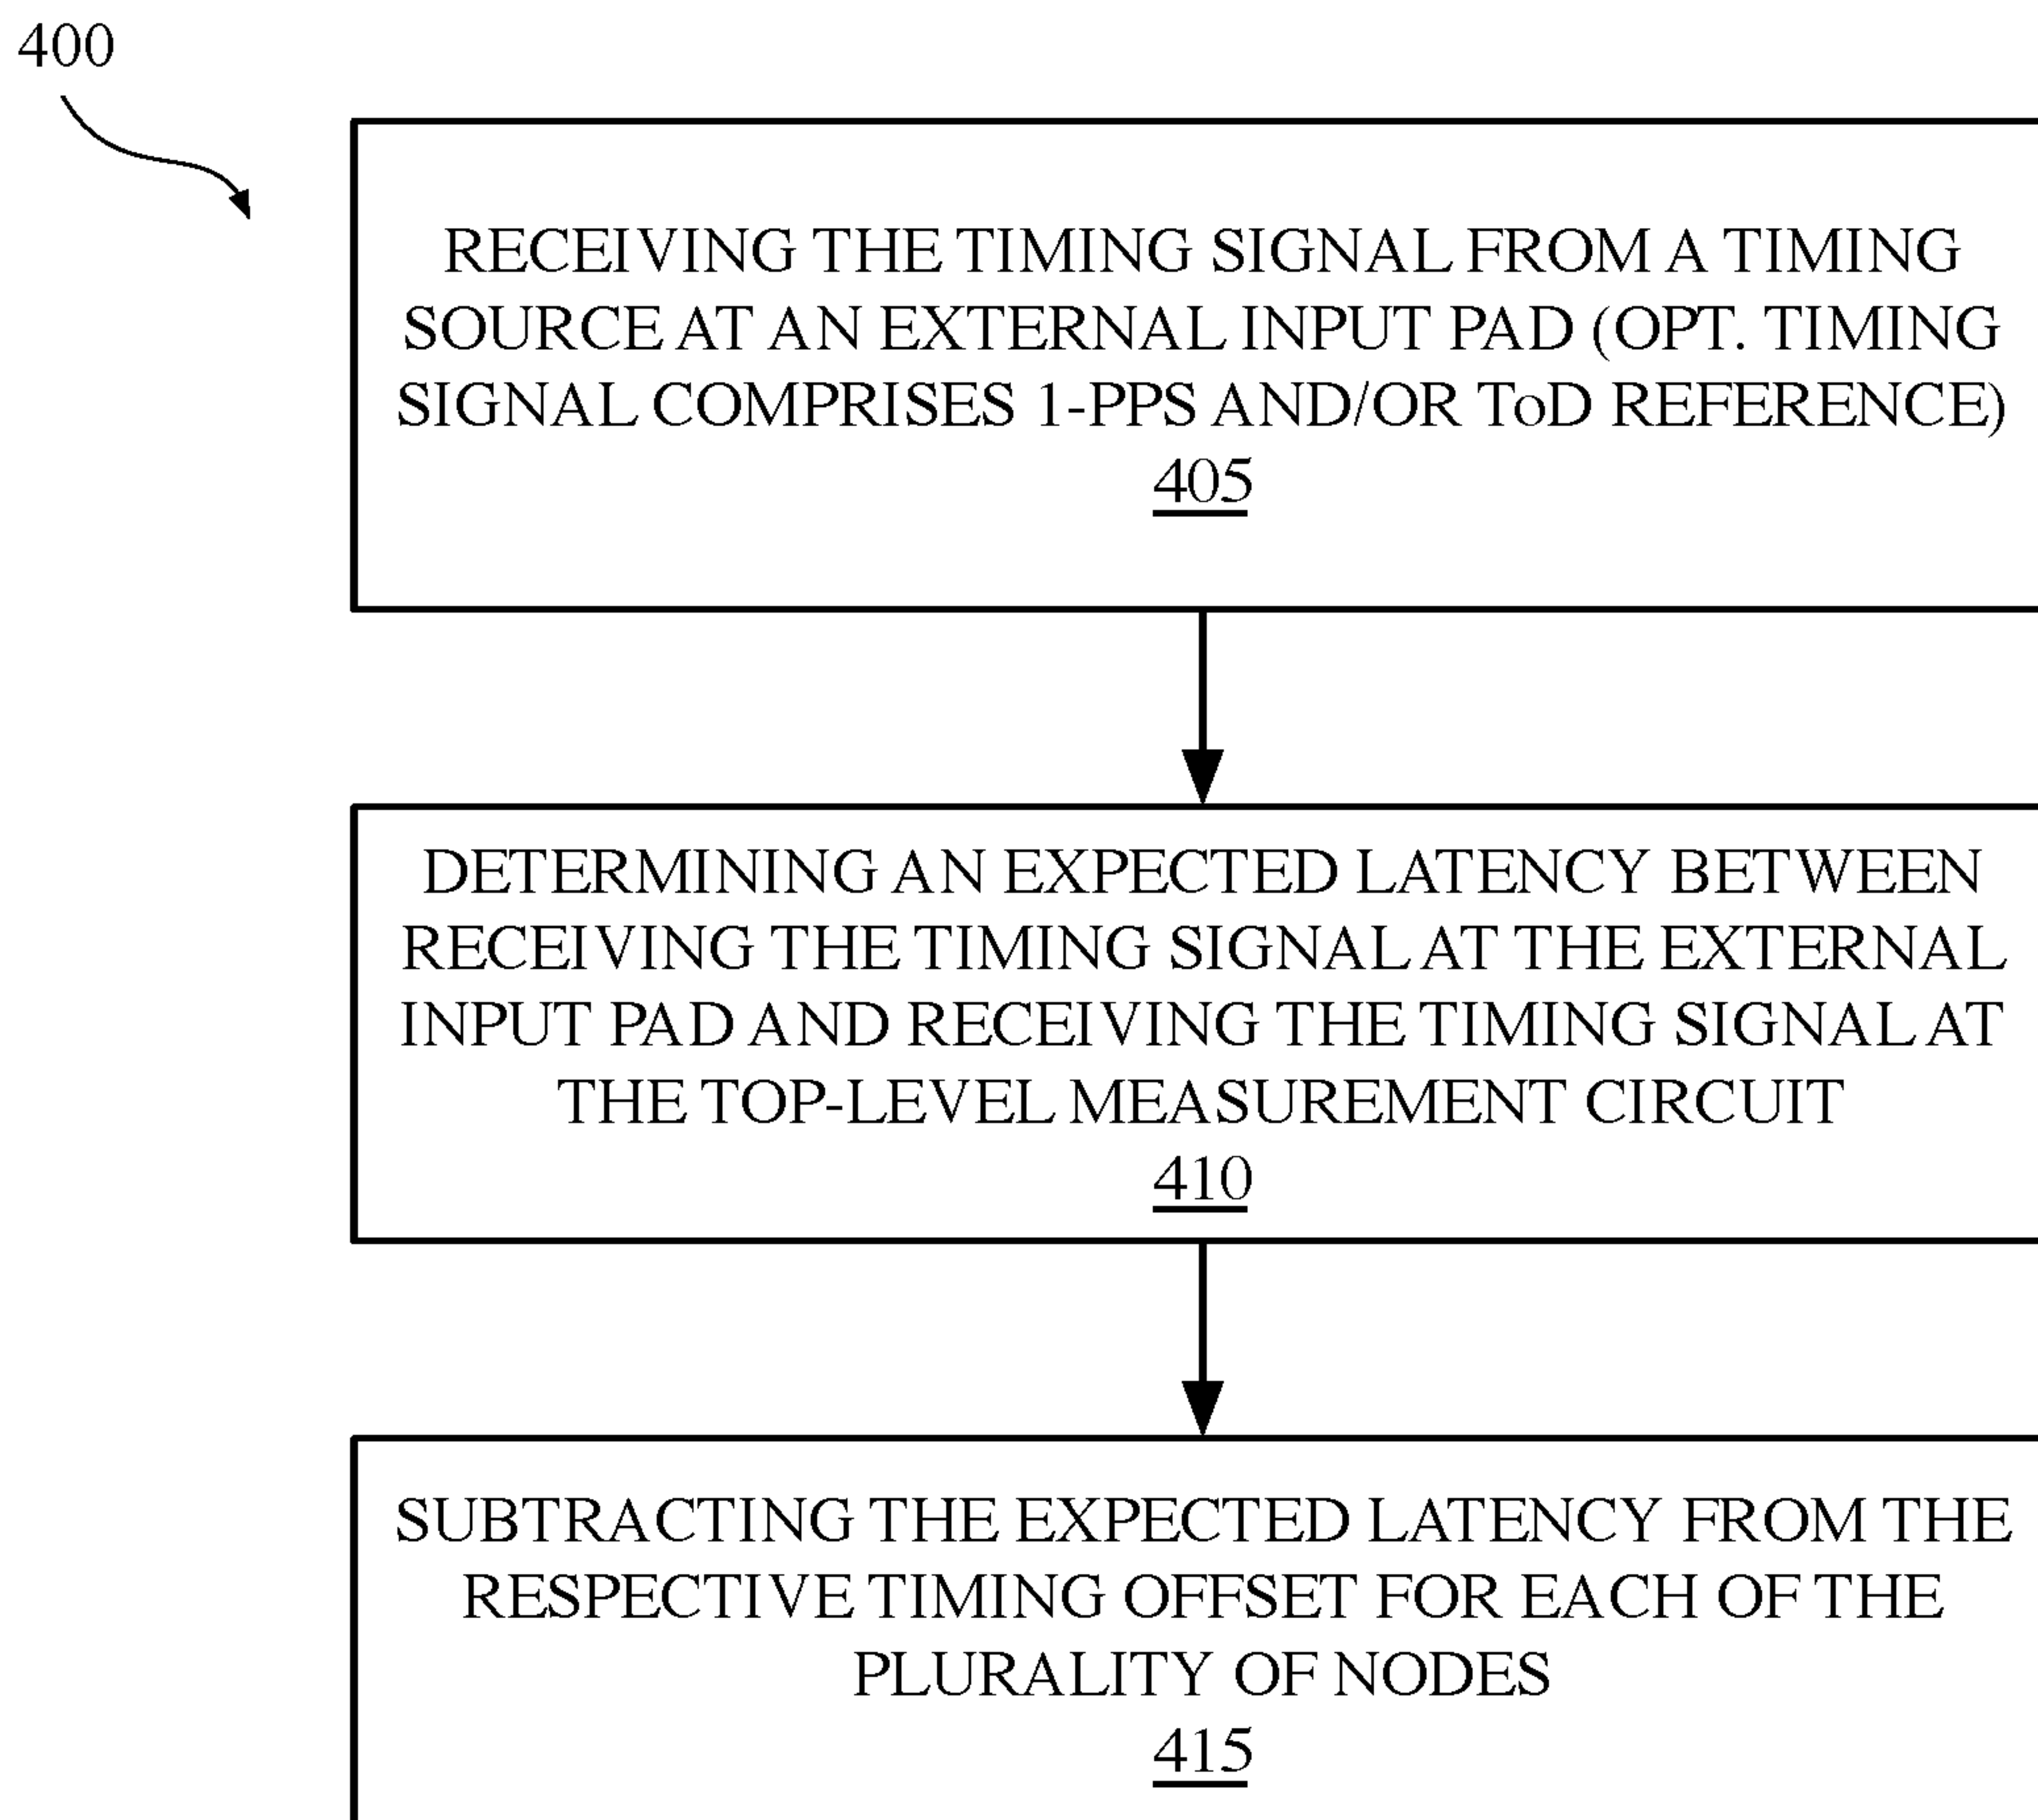 400
RECEIVING THE TIMING SIGNAL FROM A TIMING
SOURCE AT AN EXTERNAL INPUT PAD (OPT. TIMING
SIGNAL COMPRISES 1-PPS AND/OR ToD REFERENCE)
405
DETERMINING AN EXPECTED LATENCY BETWEEN
RECEIVING THE TIMING SIGNAL AT THE EXTERNAL
INPUT PAD AND RECEIVING THE TIMING SIGNAL AT
THE TOP-LEVEL MEASUREMENT CIRCUIT
410
SUBTRACTING THE EXPECTED LATENCY FROM THE
RESPECTIVE TIMING OFFSET FOR EACH OF THE
PLURALITY OF NODES
415